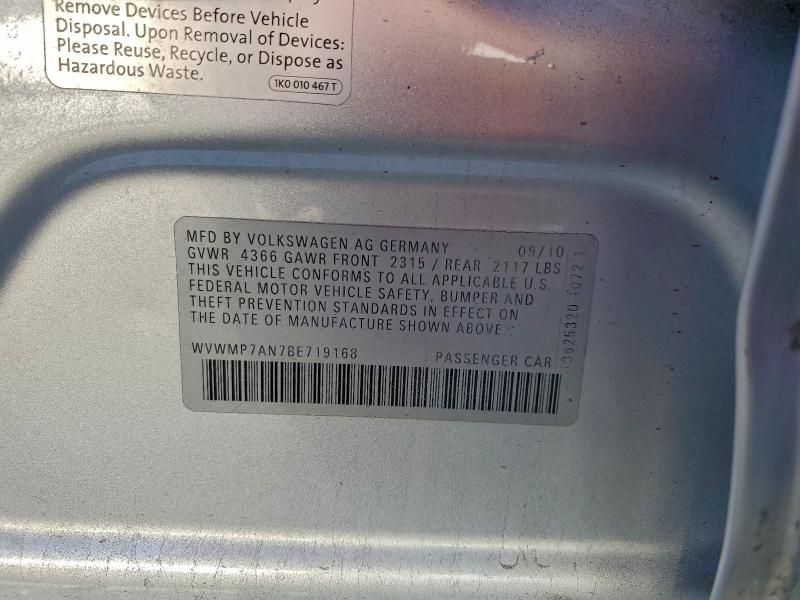 Remove Devices Before Vehicle
Disposal. Upon Removal of Devices:
Please Reuse, Recycle, or Dispose as
Hazardous Waste.
1K0 010 467 T
MFD BY VOLKSWAGEN AG GERMANY 09/10
GVWR 4366 GAWR FRONT 2315 / REAR 2117 LBS
THIS VEHICLE CONFORMS TO ALL APPLICABLE U.S.
FEDERAL MOTOR VEHICLE SAFETY, BUMPER AND
THEFT PREVENTION STANDARDS IN EFFECT ON
THE DATE OF MANUFACTURE SHOWN ABOVE.
WVWMP7AN7BE719168 PASSENGER CAR
3625320 10721